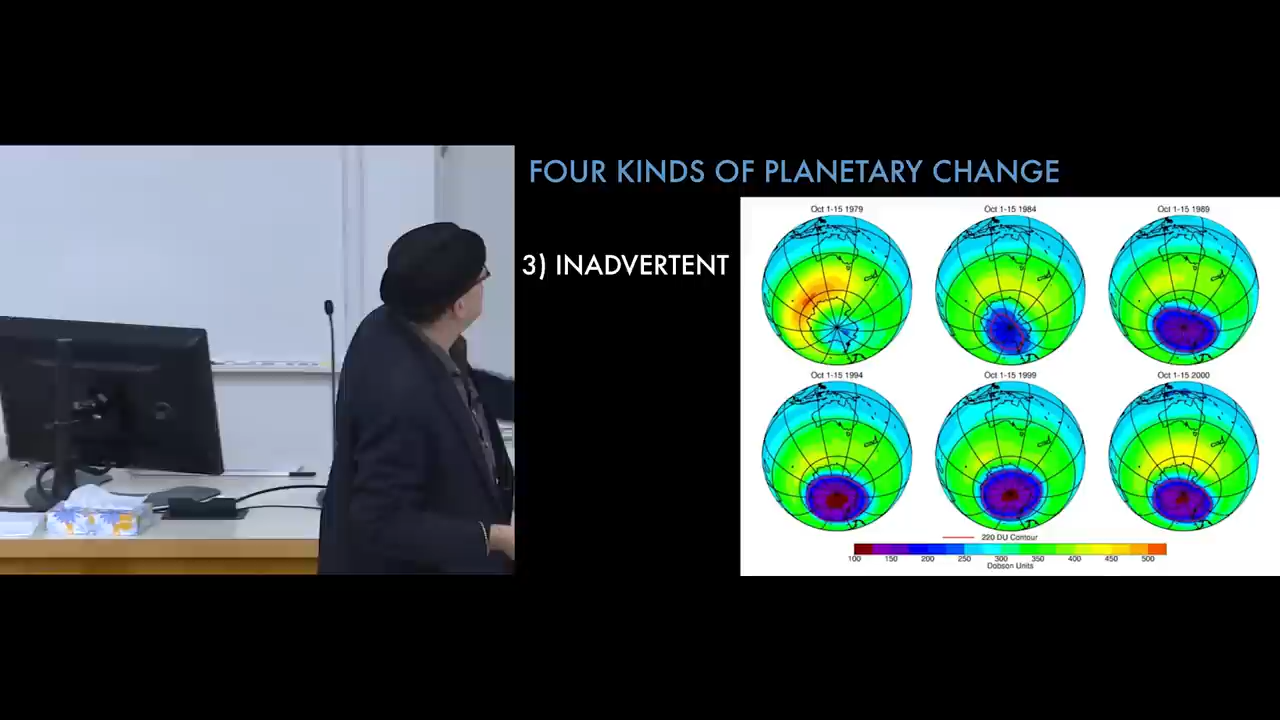 FOUR KINDS OF PLANETARY CHANGE
3) INADVERTENT
Oct 1-15 1979 Oct 1-15 1984 Oct 1-15 1989
Oct 1-15 1994 Oct 1-15 1999 Oct 1-15 2000
220 DU Contour
100 150 200 250 300 350 400 450 500
Dobson Units